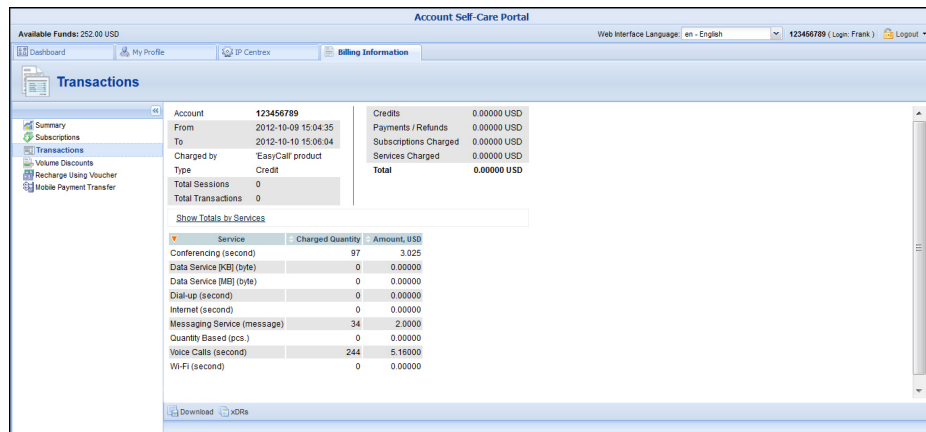 Account Self-Care Portal
Available Funds: 252.00 USD
Web Interface Language: en - English
123456789 ( Login: Frank )
Logout
Dashboard
My Profile
IP Centrex
Billing Information
Transactions
Summary
Subscriptions
Transactions
Volume Discounts
Recharge Using Voucher
Mobile Payment Transfer
Account 123456789
From 2012-10-09 15:04:35
To 2012-10-10 15:06:04
Charged by 'EasyCall' product
Type Credit
Total Sessions 0
Total Transactions 0
Credits 0.00000 USD
Payments / Refunds 0.00000 USD
Subscriptions Charged 0.00000 USD
Services Charged 0.00000 USD
Total 0.00000 USD
Show Totals by Services
Service Charged Quantity Amount, USD
Conferencing (second) 97 3.025
Data Service [KB] (byte) 0 0.00000
Data Service [MB] (byte) 0 0.00000
Dial-up (second) 0 0.00000
Internet (second) 0 0.00000
Messaging Service (message) 34 2.0000
Quantity Based (pcs.) 0 0.00000
Voice Calls (second) 244 5.16000
Wi-Fi (second) 0 0.00000
Download xDRs